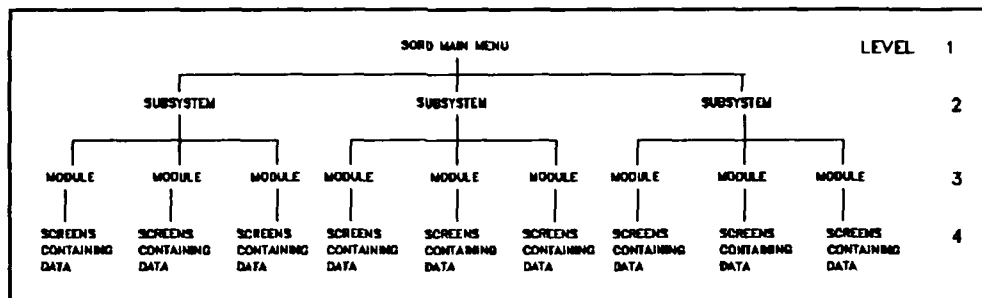 SORD MAIN MENU LEVEL 1
SUBSYSTEM SUBSYSTEM SUBSYSTEM 2
MODULE MODULE MODULE MODULE MODULE MODULE MODULE MODULE MODULE 3
SCREENS SCREENS SCREENS SCREENS SCREENS SCREENS SCREENS SCREENS SCREENS 4
CONTAINING CONTAINING CONTAINING CONTAINING CONTAINING CONTAINING CONTAINING CONTAINING CONTAINING
DATA DATA DATA DATA DATA DATA DATA DATA DATA